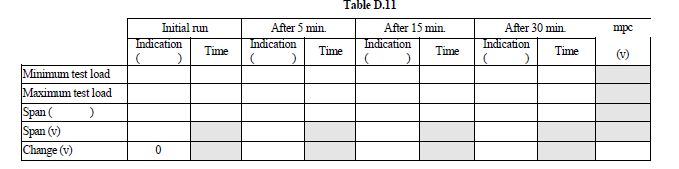 Table D.11
Initial run After 5 min. After 15 min. After 30 min. mpc
Indication Time Indication Time Indication Time Indication Time (v)
( ) ( ) ( ) ( )
Minimum test load
Maximum test load
Span ( )
Span (v)
Change (v) 0